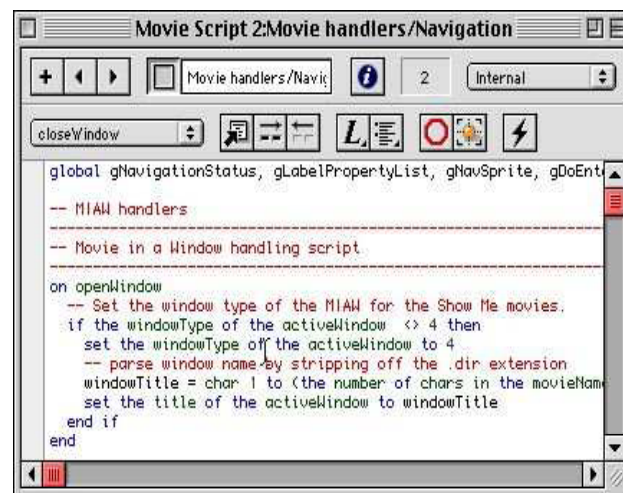 Movie Script 2:Movie handlers/Navigation
Movie handlers/Navig
2
Internal
closeWindow
L
global gNavigationStatus, gLabelPropertyList, gNavSprite, gDoEnt
-- MIAW handlers
--------------------------------------------------------------
-- Movie in a Window handling script
--------------------------------------------------------------
on openWindow
-- Set the window type of the MIAW for the Show Me movies.
if the windowType of the activeWindow <> 4 then
set the windowType of the activeWindow to 4
-- parse window name by stripping off the .dir extension
windowTitle = char 1 to (the number of chars in the movieName
set the title of the activeWindow to windowTitle
end if
end